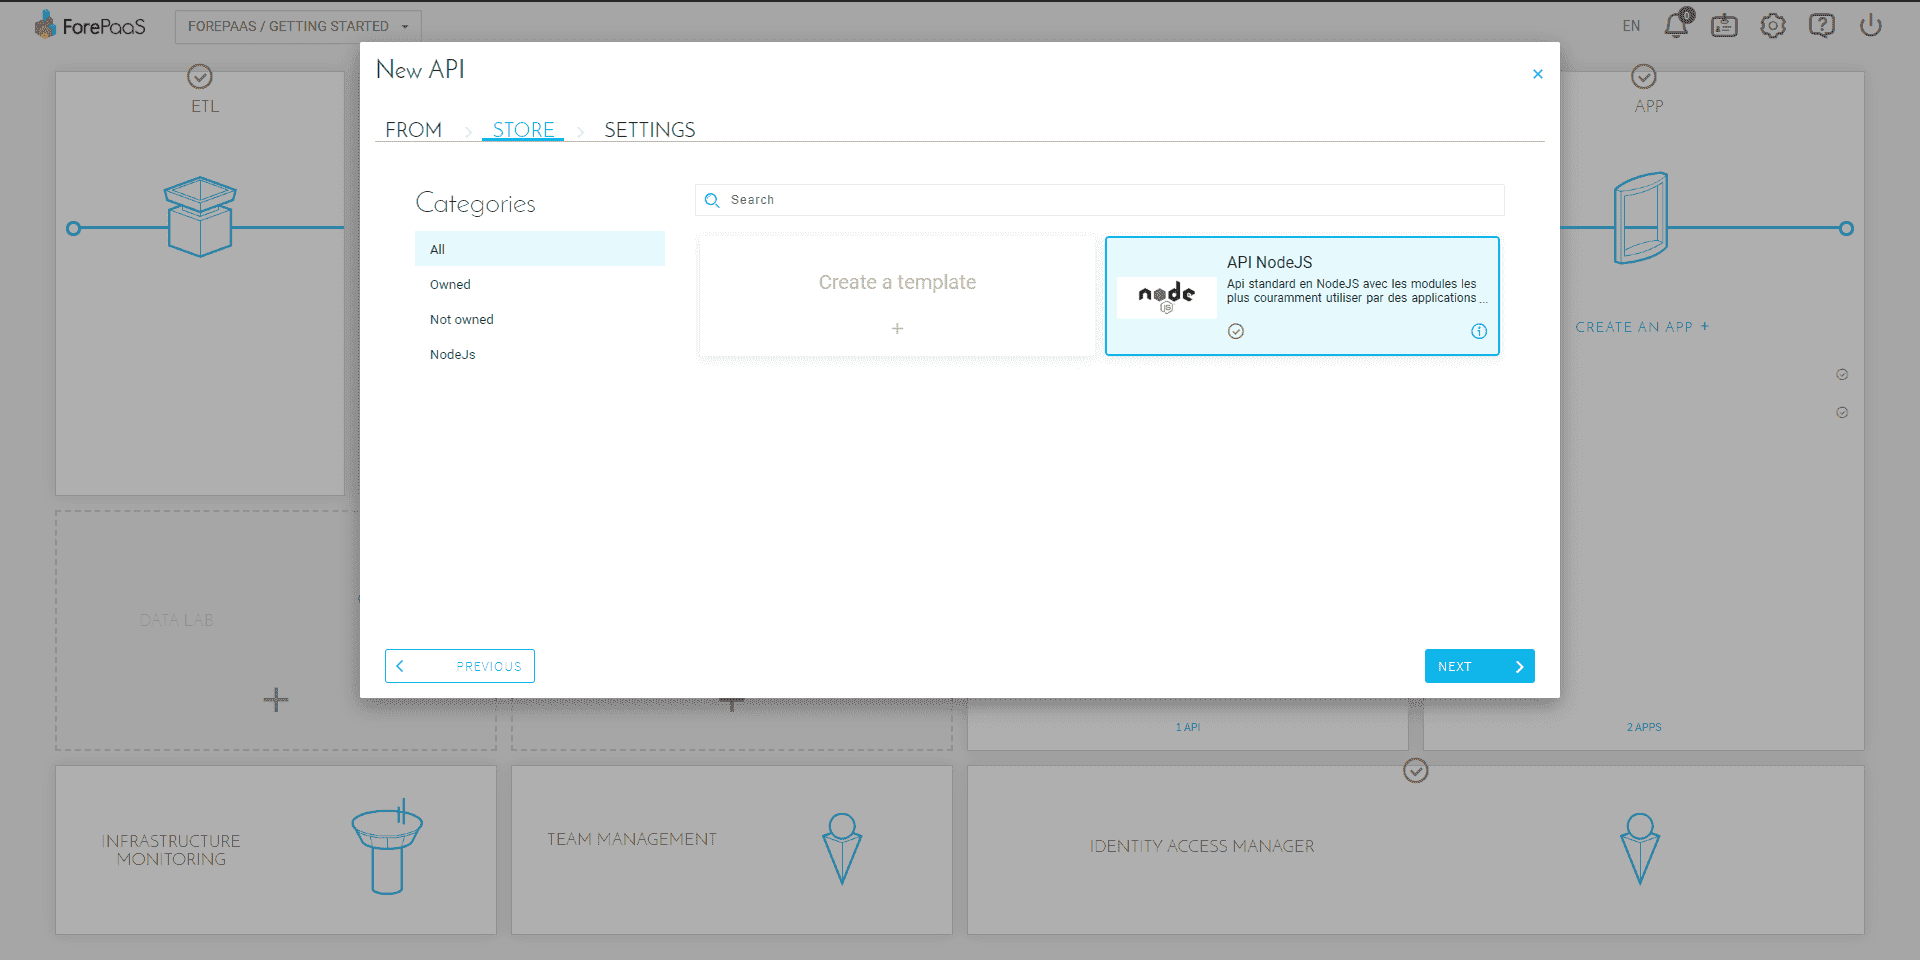 ForePaaS
FOREPAAS / GETTING STARTED
EN
0
New API
FROM
STORE
SETTINGS
ETL
APP
Categories
All
Owned
Not owned
NodeJs
Search
Create a template
+
node
JS
API NodeJS
Api standard en NodeJS avec les modules les
plus couramment utiliser par des applications ...
CREATE AN APP +
DATA LAB
PREVIOUS
NEXT
1 API
2 APPS
INFRASTRUCTURE
MONITORING
TEAM MANAGEMENT
IDENTITY ACCESS MANAGER